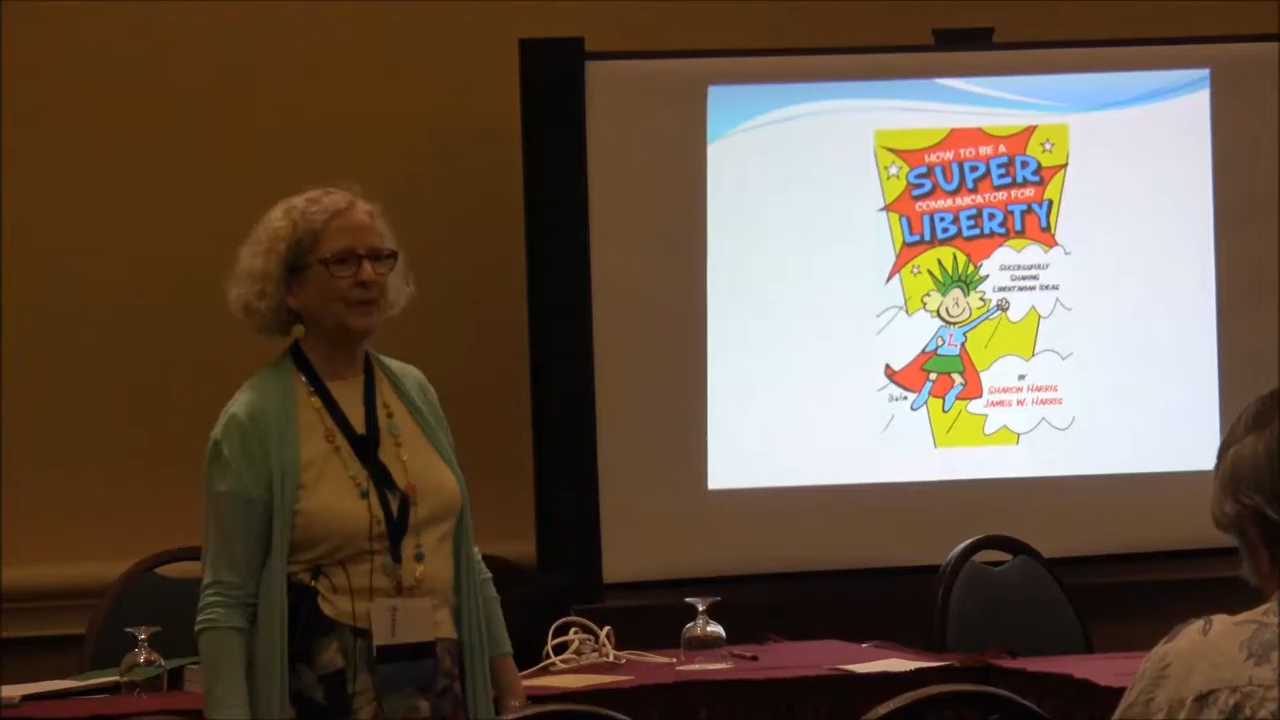 HOW TO BE A
SUPER
COMMUNICATOR FOR
LIBERTY
SUCCESSFULLY
SHARING
LIBERTARIAN IDEAS
L
BY
SHARON HARRIS
JAMES W. HARRIS